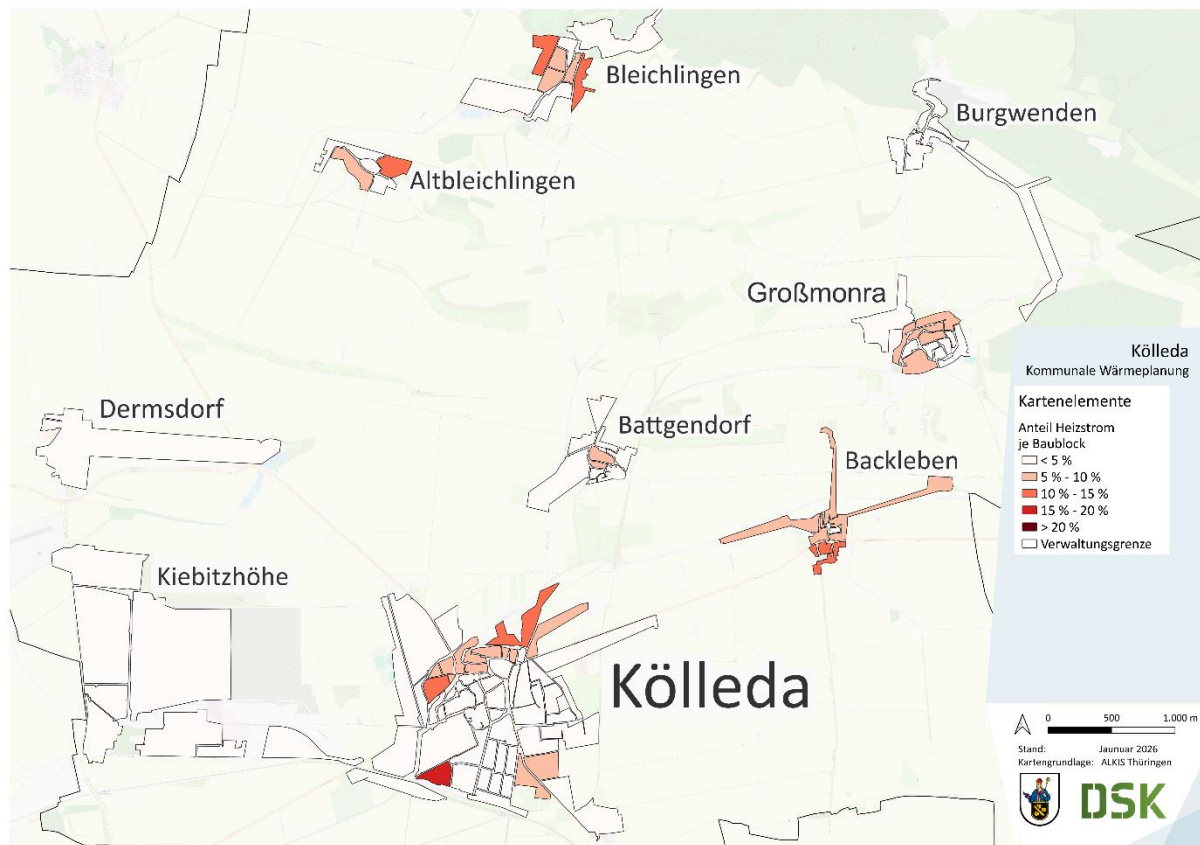 Bleichlingen
Burgwenden
Altbleichlingen
Großmonra
Kölleda
Kommunale Wärmeplanung
Kartenelemente
Anteil Heizstrom
je Baublock
< 5 %
5 % - 10 %
10 % - 15 %
15 % - 20 %
> 20 %
Verwaltungsgrenze
Dermsdorf
Battgendorf
Backleben
Kiebitzhöhe
Kölleda
0 500 1.000 m
Stand: Jaunuar 2026
Kartengrundlage: ALKIS Thüringen
DSK